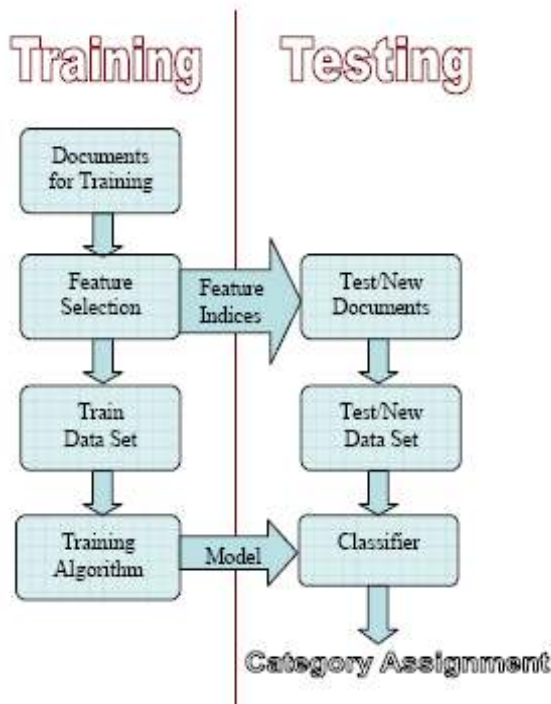 Training
Testing
Documents
for Training
Feature
Selection
Feature
Indices
Test/New
Documents
Train
Data Set
Test/New
Data Set
Training
Algorithm
Model
Classifier
Category Assignment